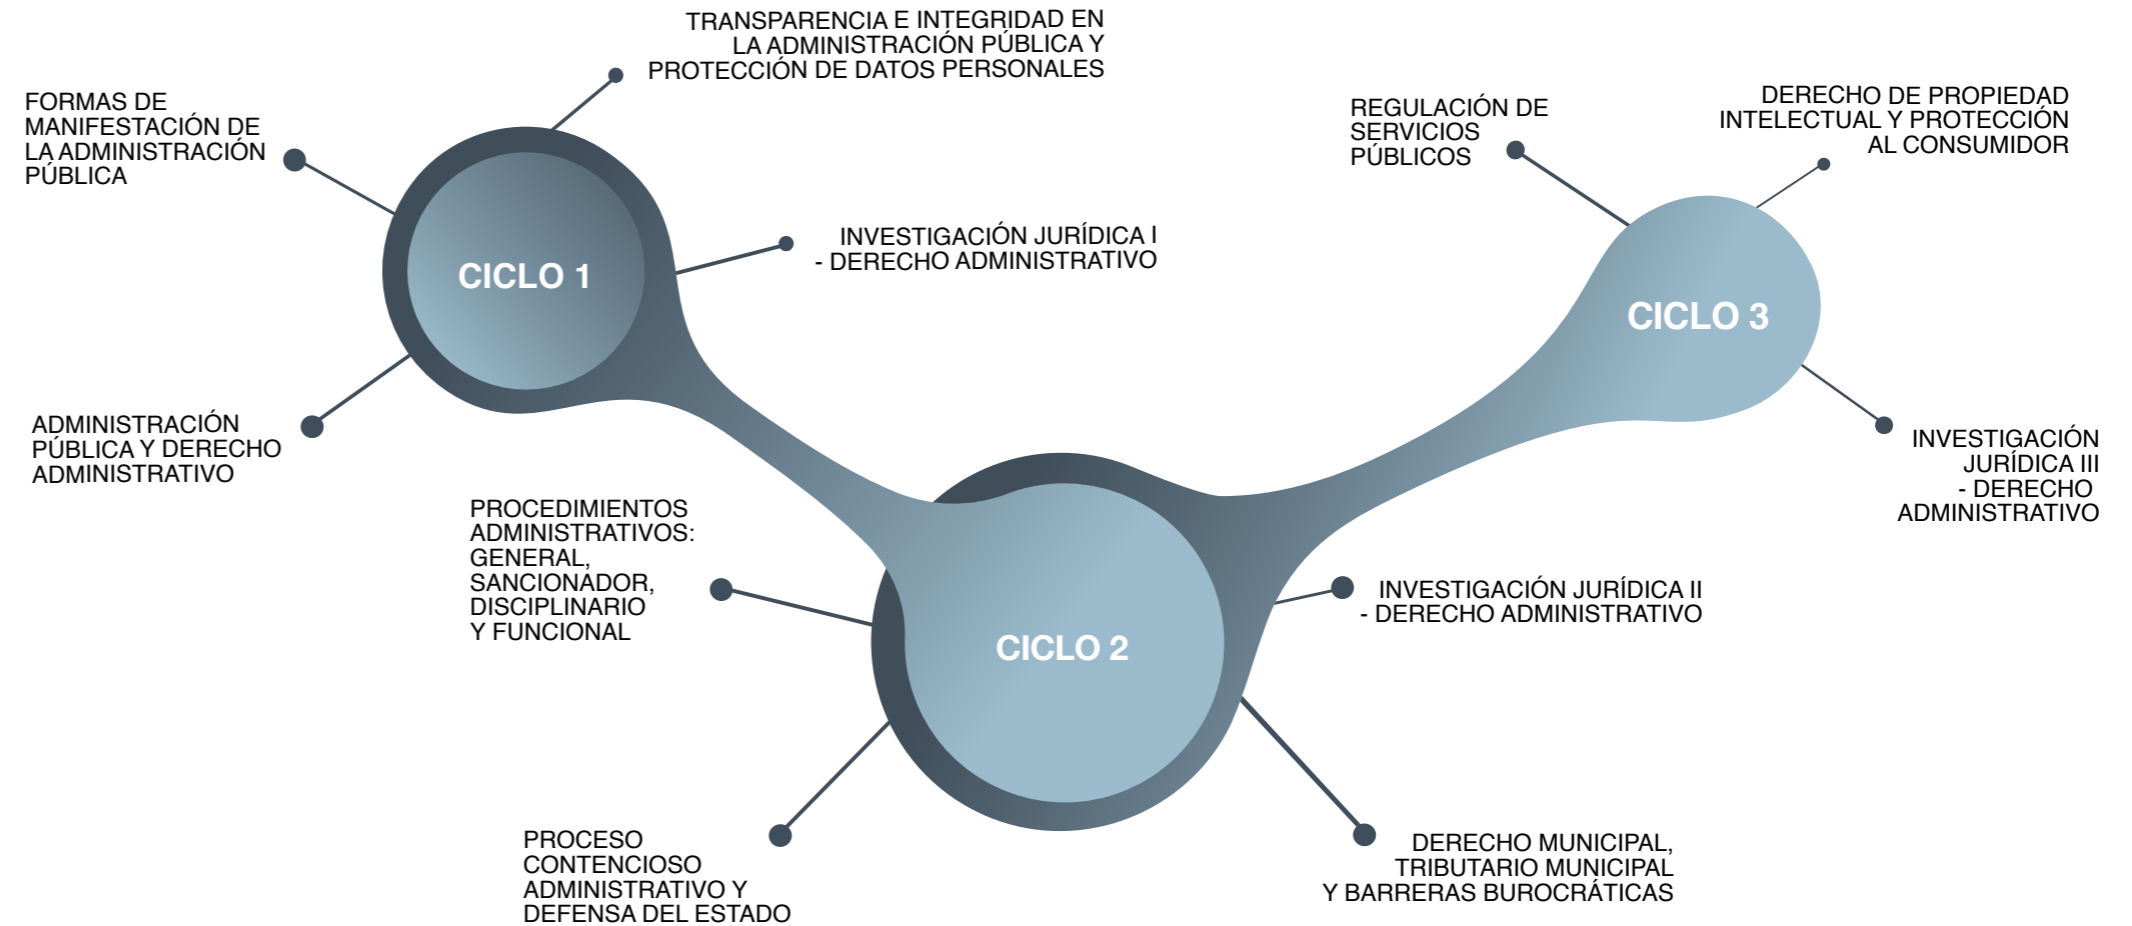 TRANSPARENCIA E INTEGRIDAD EN
LA ADMINISTRACIÓN PÚBLICA Y
PROTECCIÓN DE DATOS PERSONALES
FORMAS DE
MANIFESTACIÓN DE
LA ADMINISTRACIÓN
PÚBLICA
INVESTIGACIÓN JURÍDICA I
- DERECHO ADMINISTRATIVO
CICLO 1
ADMINISTRACIÓN
PÚBLICA Y DERECHO
ADMINISTRATIVO
PROCEDIMIENTOS
ADMINISTRATIVOS:
GENERAL,
SANCIONADOR,
DISCIPLINARIO
Y FUNCIONAL
CICLO 2
INVESTIGACIÓN JURÍDICA II
- DERECHO ADMINISTRATIVO
PROCESO
CONTENCIOSO
ADMINISTRATIVO Y
DEFENSA DEL ESTADO
DERECHO MUNICIPAL,
TRIBUTARIO MUNICIPAL
Y BARRERAS BUROCRÁTICAS
REGULACIÓN DE
SERVICIOS
PÚBLICOS
DERECHO DE PROPIEDAD
INTELECTUAL Y PROTECCIÓN
AL CONSUMIDOR
CICLO 3
INVESTIGACIÓN
JURÍDICA III
- DERECHO
ADMINISTRATIVO